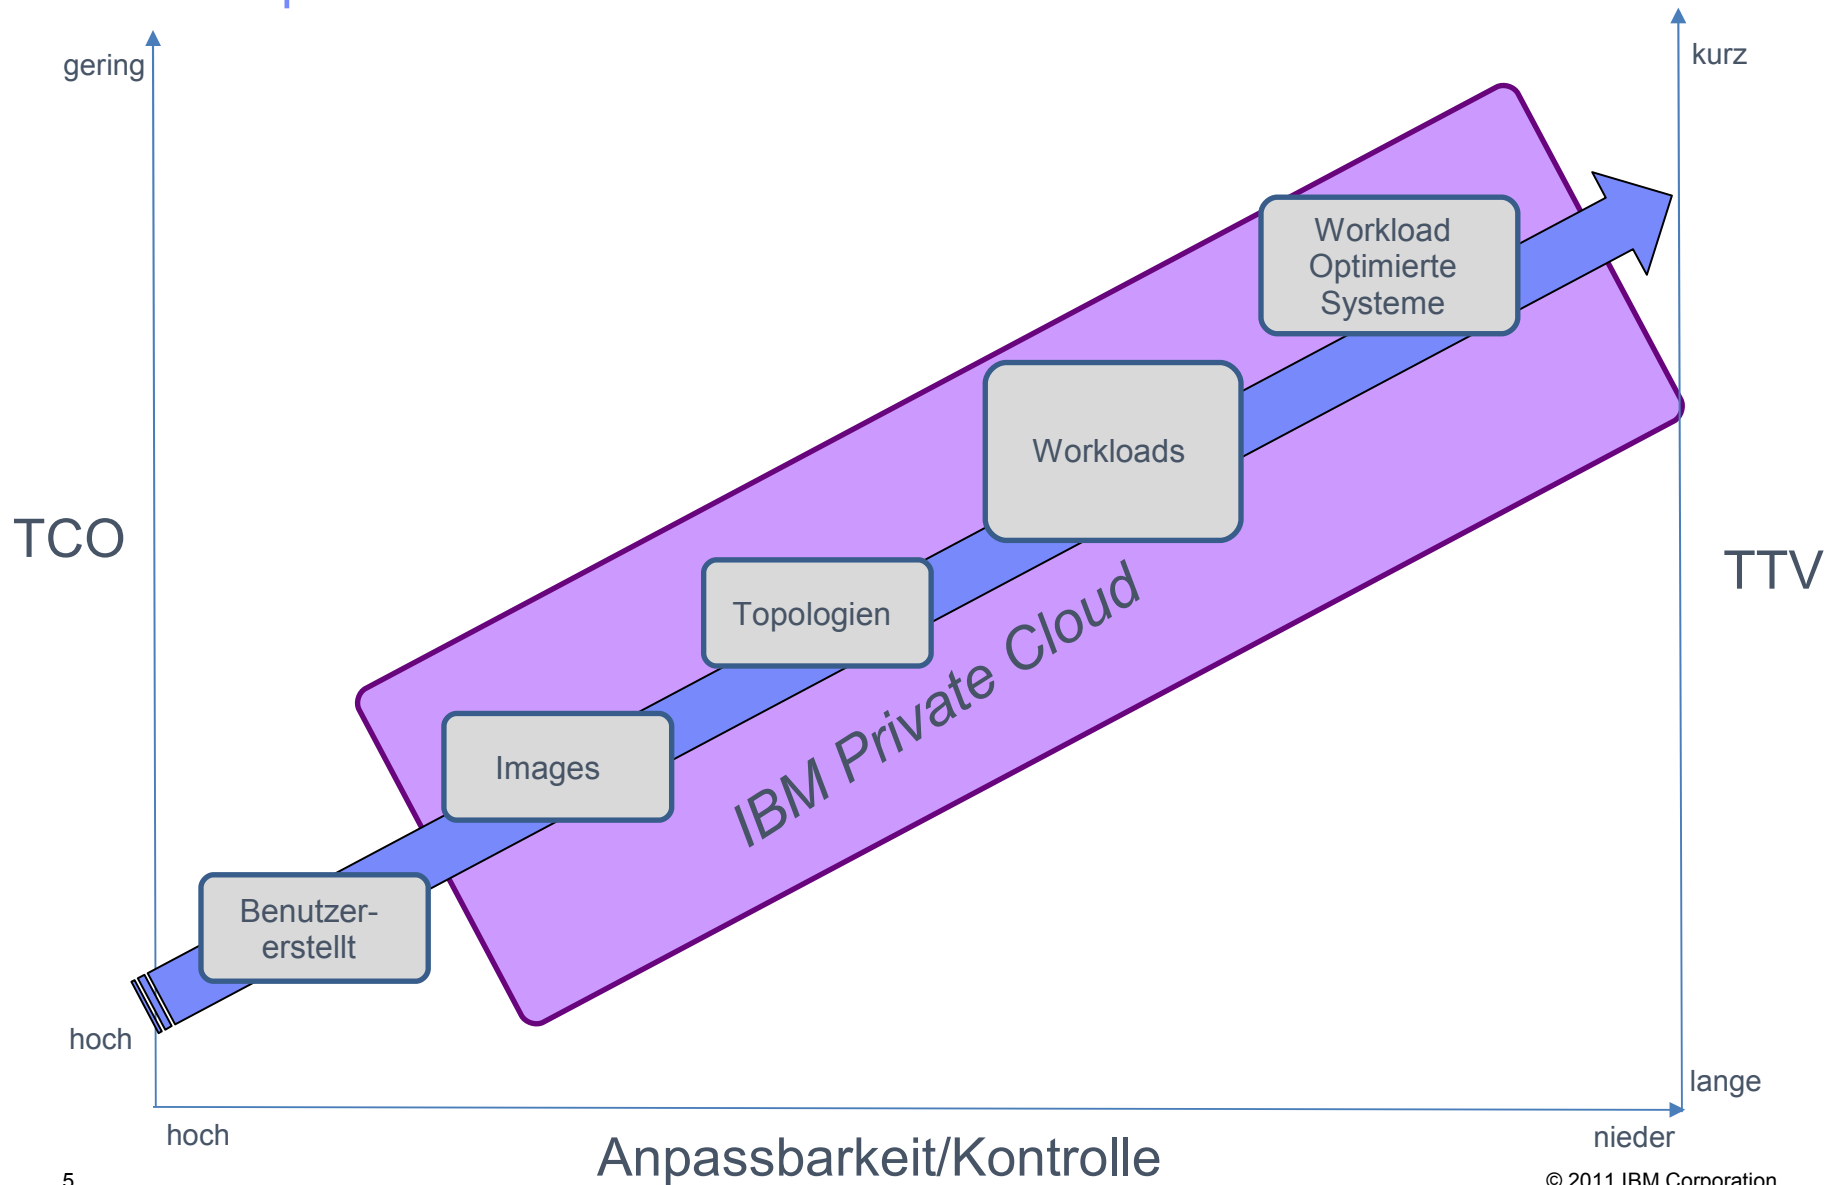 gering
kurz
Workload
Optimierte
Systeme
Workloads
TCO
TTV
Topologien
IBM Private Cloud
Images
Benutzer-
erstellt
hoch
lange
hoch
nieder
Anpassbarkeit/Kontrolle
5
© 2011 IBM Corporation